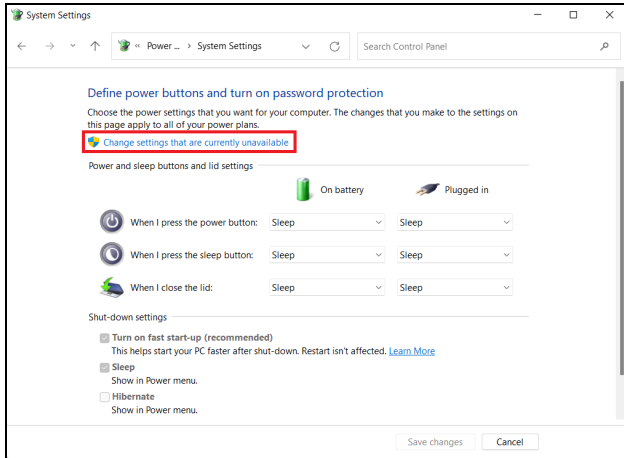 System Settings
« Power ... › System Settings
Search Control Panel
Define power buttons and turn on password protection
Choose the power settings that you want for your computer. The changes that you make to the settings on
this page apply to all of your power plans.
Change settings that are currently unavailable
Power and sleep buttons and lid settings
On battery Plugged in
When I press the power button: Sleep Sleep
When I press the sleep button: Sleep Sleep
When I close the lid: Sleep Sleep
Shut-down settings
Turn on fast start-up (recommended)
This helps start your PC faster after shut-down. Restart isn't affected. Learn More
Sleep
Show in Power menu.
Hibernate
Show in Power menu.
Save changes Cancel